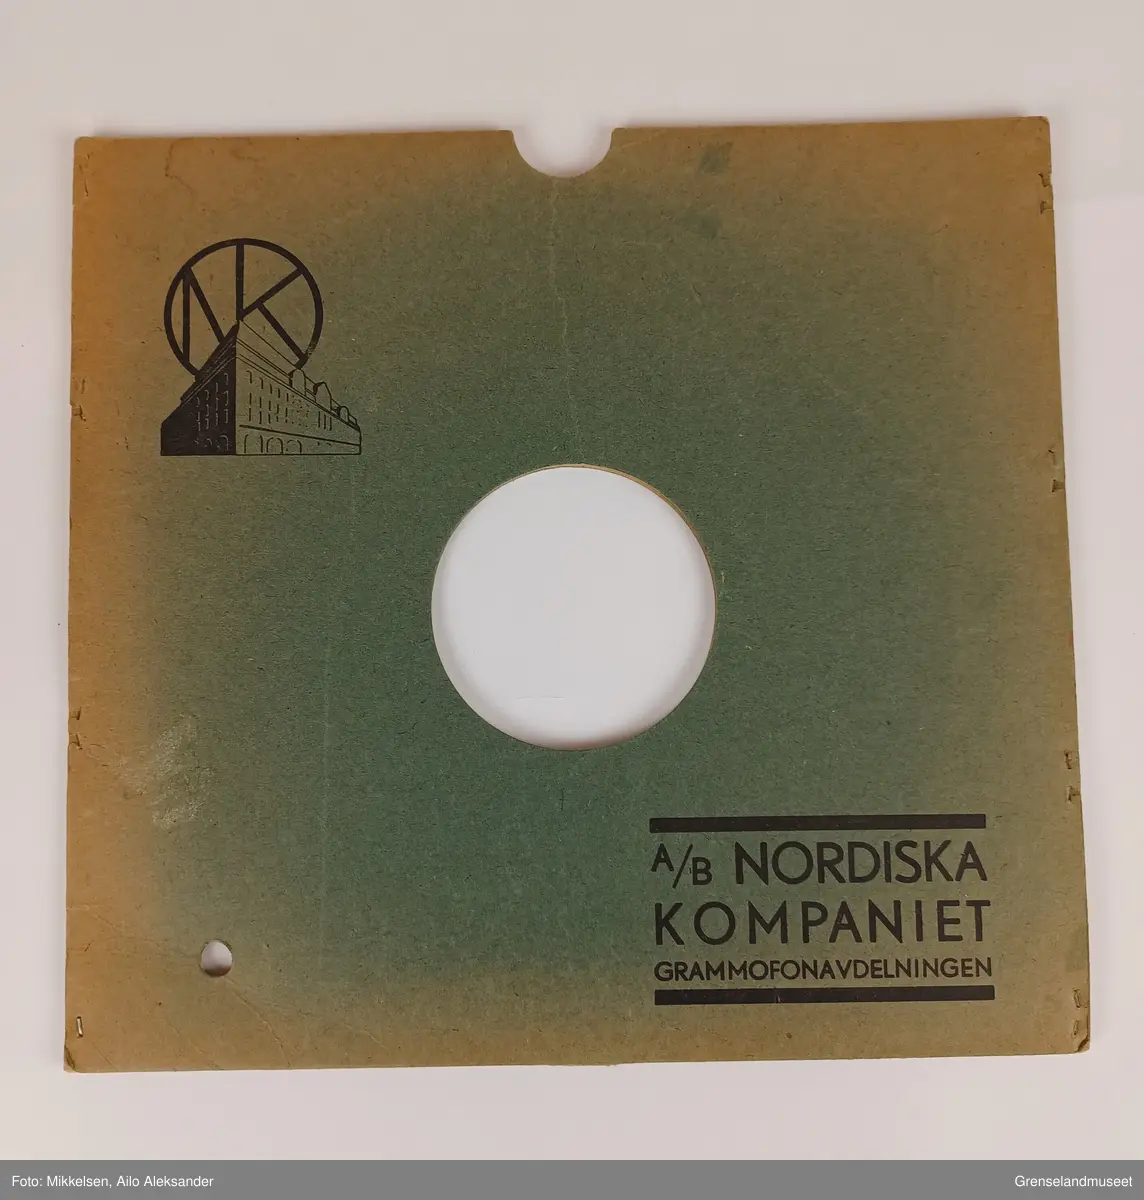 NK
A/B NORDISKA
KOMPANIET
GRAMMOFONAVDELNINGEN
Foto: Mikkelsen, Ailo Aleksander
Grenselandmuseet